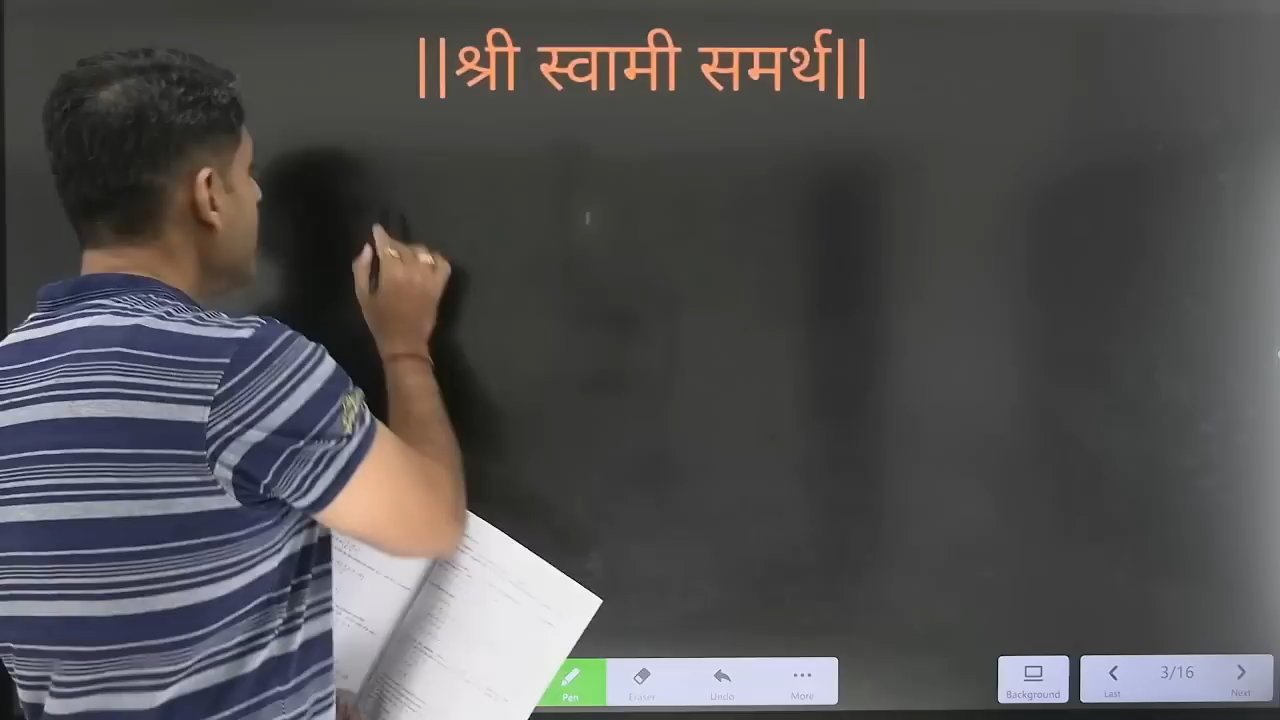 ||श्री स्वामी समर्थ||
Pen
Eraser
Undo
More
Background
Last
3/16
Next